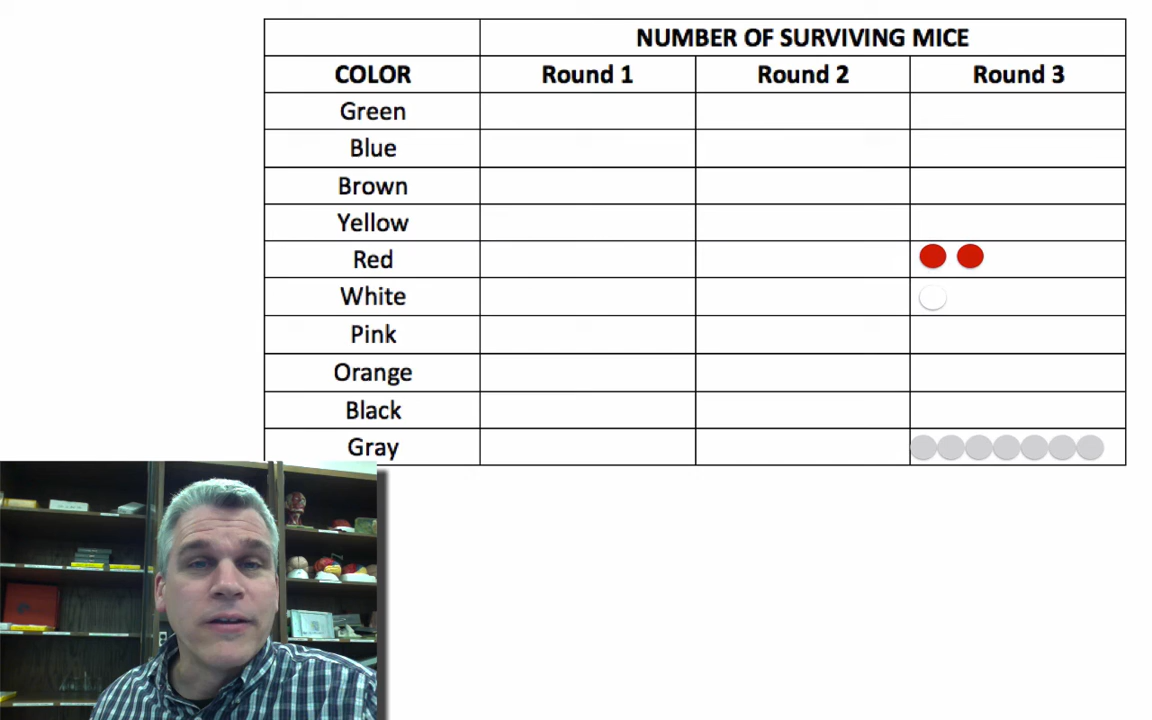 NUMBER OF SURVIVING MICE
COLOR Round 1 Round 2 Round 3
Green
Blue
Brown
Yellow
Red
White
Pink
Orange
Black
Gray